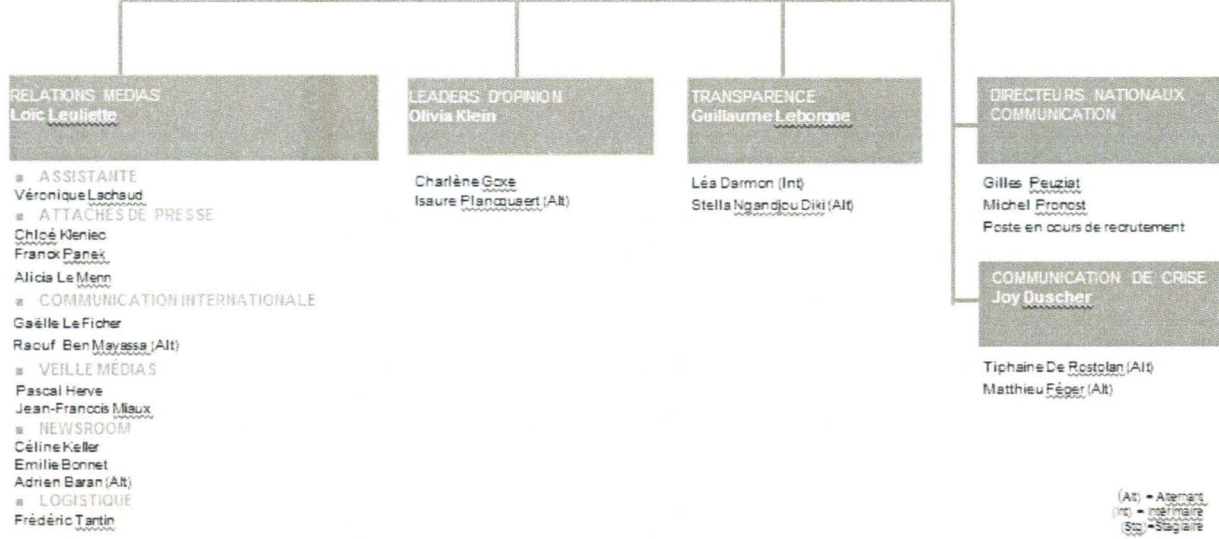 RELATIONS MEDIAS
Loïc Leuliette
ASSISTANTE
Véronique Lachaud
ATTACHES DE PRESSE
Chloé Kleniec
Franck Panek
Alicia Le Menn
COMMUNICATION INTERNATIONALE
Gaëlle Le Ficher
Raouf Ben Mayassa (Alt)
VEILLE MÉDIAS
Pascal Herve
Jean-Francois Miaux
NEWSROOM
Céline Keller
Emilie Bonnet
Adrien Baran (Alt)
LOGISTIQUE
Frédéric Tantin
LEADERS D'OPINION
Olivia Klein
Charlène Goxe
Isaure Plancquaert (Alt)
TRANSPARENCE
Guillaume Leborgne
Léa Darmon (Int)
Stella Ngandjou Diki (Alt)
DIRECTEURS NATIONAUX
COMMUNICATION
Gilles Peuziat
Michel Pronost
Poste en cours de recrutement
COMMUNICATION DE CRISE
Joy Duscher
Tiphaine De Rostolan (Alt)
Matthieu Féger (Alt)
(Alt) = Alternant
(Int) = Intérimaire
(Stg) = Stagiaire